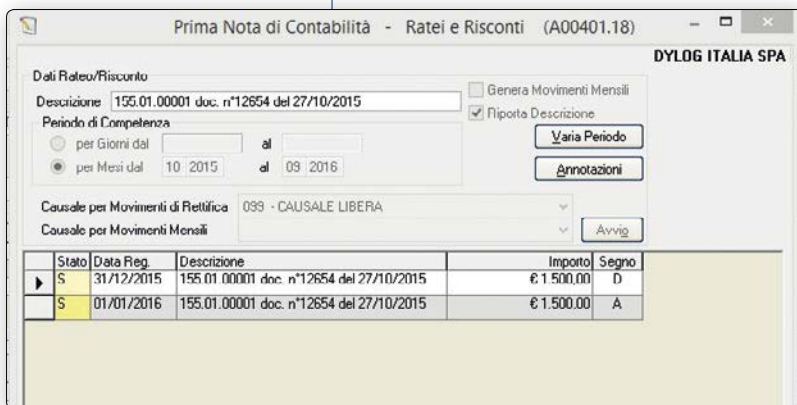 Prima Nota di Contabilità - Ratei e Risconti (A00401.18)
DYLOG ITALIA SPA
Dati Rateo/Risconto
Descrizione 155.01.00001 doc. n°12654 del 27/10/2015
Genera Movimenti Mensili
Riporta Descrizione
Periodo di Competenza
per Giorni dal al
per Mesi dal 10 2015 al 09 2016
Varia Periodo
Annotazioni
Causale per Movimenti di Rettifica 099 - CAUSALE LIBERA
Causale per Movimenti Mensili
Avvio
Stato Data Reg. Descrizione Importo Segno
S 31/12/2015 155.01.00001 doc. n°12654 del 27/10/2015 € 1.500,00 D
S 01/01/2016 155.01.00001 doc. n°12654 del 27/10/2015 € 1.500,00 A